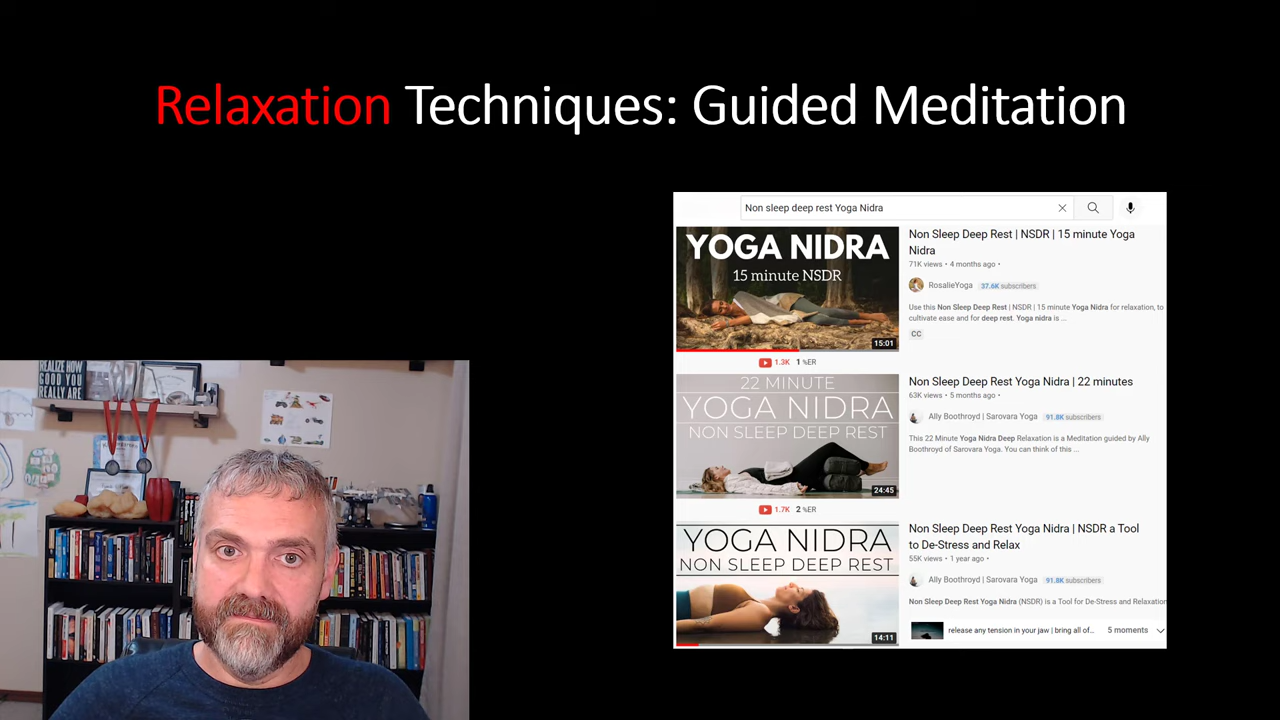 Relaxation Techniques: Guided Meditation
Non sleep deep rest Yoga Nidra
YOGA NIDRA
15 minute NSDR
15:01
Non Sleep Deep Rest | NSDR | 15 minute Yoga
Nidra
71K views • 4 months ago •
RosalieYoga 37.6K subscribers
Use this Non Sleep Deep Rest | NSDR | 15 minute Yoga Nidra for relaxation, to
cultivate ease and for deep rest. Yoga nidra is ...
CC
1.3K 1 %ER
22 MINUTE
YOGA NIDRA
NON SLEEP DEEP REST
24:45
Non Sleep Deep Rest Yoga Nidra | 22 minutes
63K views • 5 months ago •
Ally Boothroyd | Sarovara Yoga 91.8K subscribers
This 22 Minute Yoga Nidra Deep Relaxation is a Meditation guided by Ally
Boothroyd of Sarovara Yoga. You can think of this ...
1.7K 2 %ER
YOGA NIDRA
NON SLEEP DEEP REST
14:11
Non Sleep Deep Rest Yoga Nidra | NSDR a Tool
to De-Stress and Relax
55K views • 1 year ago •
Ally Boothroyd | Sarovara Yoga 91.8K subscribers
Non Sleep Deep Rest Yoga Nidra (NSDR) is a Tool for De-Stress and Relaxation
release any tension in your jaw | bring all of... 5 moments
REALIZE HOW
GOOD YOU
REALLY ARE